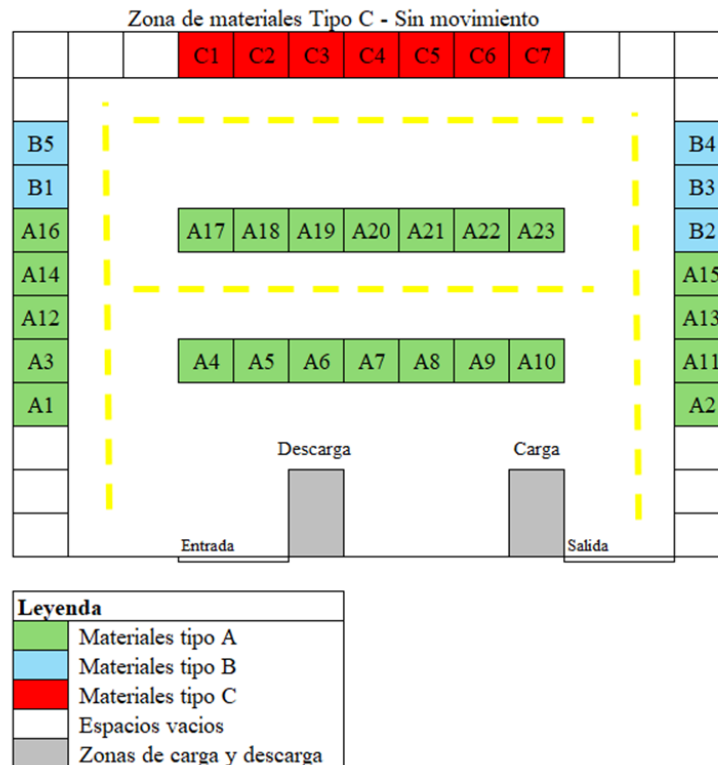 Zona de materiales Tipo C - Sin movimiento
C1 C2 C3 C4 C5 C6 C7
B5 B4
B1 B3
A16 A17 A18 A19 A20 A21 A22 A23 B2
A14 A15
A12 A13
A3 A4 A5 A6 A7 A8 A9 A10 A11
A1 A2
Descarga Carga
Entrada Salida
Leyenda
Materiales tipo A
Materiales tipo B
Materiales tipo C
Espacios vacios
Zonas de carga y descarga